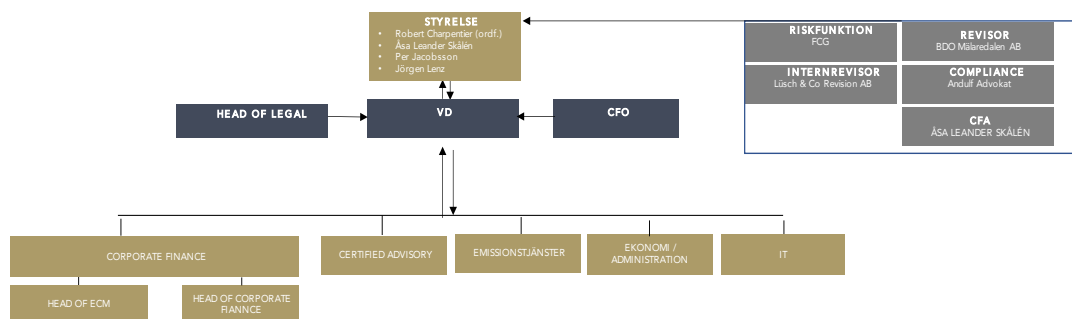 STYRELSE
• Robert Charpentier (ordf.)
• Åsa Leander Skålén
• Per Jacobsson
• Jörgen Lenz
RISKFUNKTION
FCG
REVISOR
BDO Mälaredalen AB
INTERNREVISOR
Lüsch & Co Revision AB
COMPLIANCE
Andulf Advokat
CFA
ÅSA LEANDER SKÅLÉN
HEAD OF LEGAL
VD
CFO
CORPORATE FINANCE
CERTIFIED ADVISORY
EMISSIONSTJÄNSTER
EKONOMI /
ADMINISTRATION
IT
HEAD OF ECM
HEAD OF CORPORATE
FIANNCE